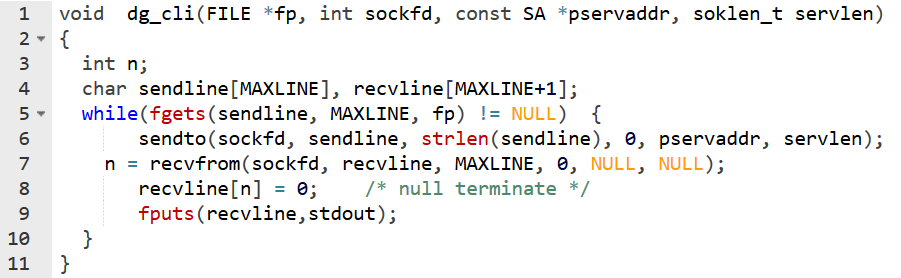 1 void  dg_cli(FILE *fp, int sockfd, const SA *pservaddr, soklen_t servlen)
2 {
3   int n;
4   char sendline[MAXLINE], recvline[MAXLINE+1];
5   while(fgets(sendline, MAXLINE, fp) != NULL)  {
6        sendto(sockfd, sendline, strlen(sendline), 0, pservaddr, servlen);
7     n = recvfrom(sockfd, recvline, MAXLINE, 0, NULL, NULL);
8        recvline[n] = 0;    /* null terminate */
9        fputs(recvline,stdout);
10   }
11 }